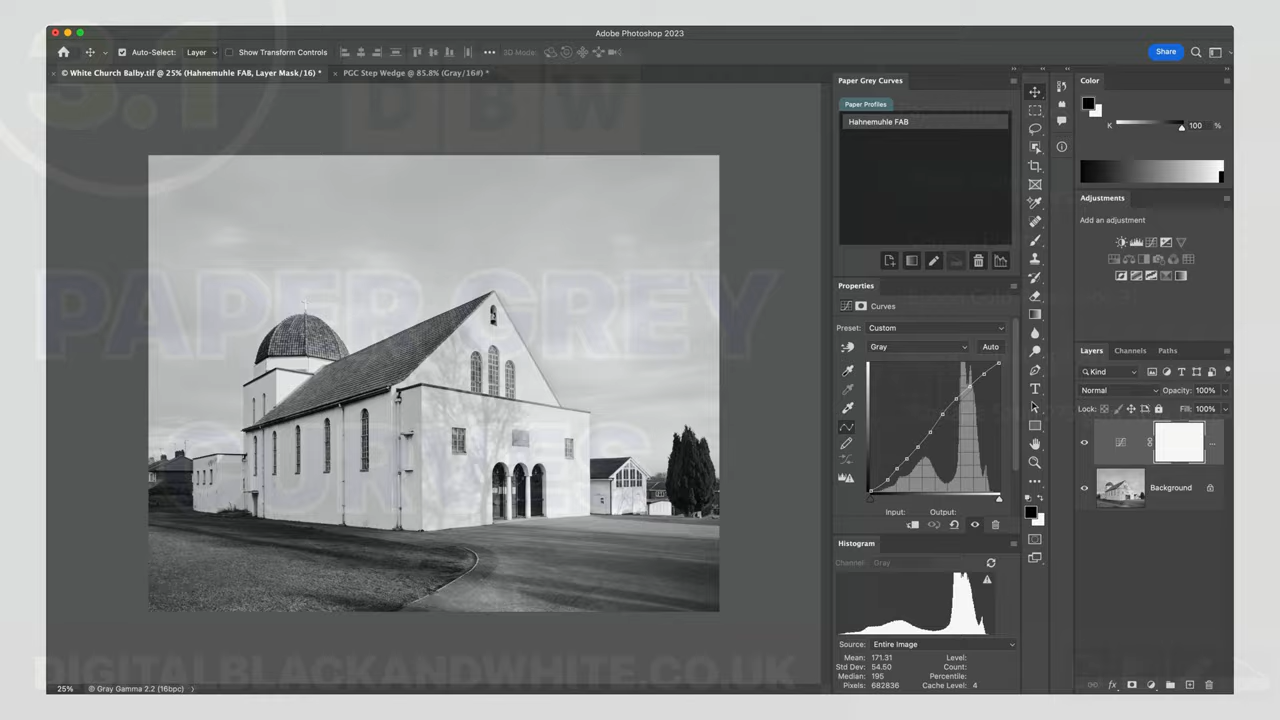 Adobe Photoshop 2023
Auto-Select: Layer Show Transform Controls 3D Mode: Share
© White Church Balby.tif @ 25% (Hahnemuhle FAB, Layer Mask/16) * × PGC Step Wedge @ 85.8% (Gray/16#) *
3.1
BW
PAPER GREY
CURVES
DIGITALBLACKANDWHITE.CO.UK
25% © Gray Gamma 2.2 (16bpc)
Paper Grey Curves
Paper Profiles
Hahnemuhle FAB
Properties
Curves
Preset: Custom
Gray Auto
Input: Output:
Histogram
Channel: Gray
Source: Entire Image
Mean: 171.31 Level:
Std Dev: 54.50 Count:
Median: 195 Percentile:
Pixels: 682836 Cache Level: 4
Color
K 100 %
Adjustments
Add an adjustment
Layers Channels Paths
Kind
Normal Opacity: 100%
Lock: Fill: 100%
Background